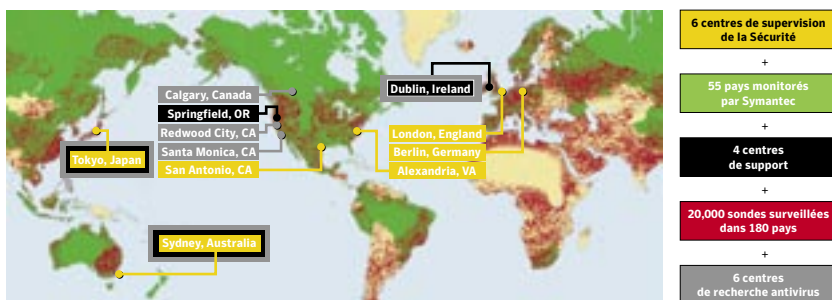 Calgary, Canada
Springfield, OR
Redwood City, CA
Santa Monica, CA
San Antonio, CA
Tokyo, Japan
Sydney, Australia
Dublin, Ireland
London, England
Berlin, Germany
Alexandria, VA
6 centres de supervision
de la Sécurité
+
55 pays monitorés
par Symantec
+
4 centres
de support
+
20,000 sondes surveillées
dans 180 pays
+
6 centres
de recherche antivirus